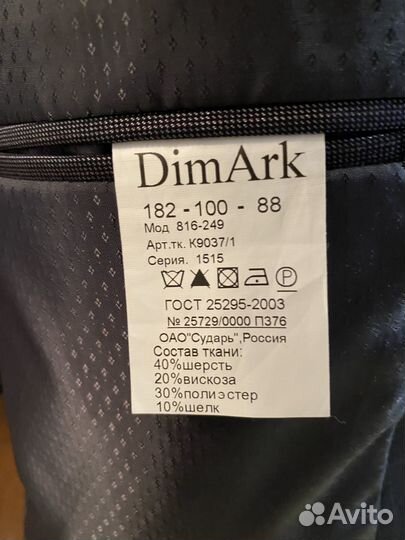 DimArk
182 - 100 - 88
Мод 816-249
Арт.тк. К9037/1
Серия. 1515
ГОСТ 25295-2003
№ 25729/0000 П376
ОАО"Сударь",Россия
Состав ткани:
40%шерсть
20%вискоза
30%полиэстер
10%шелк
Avito